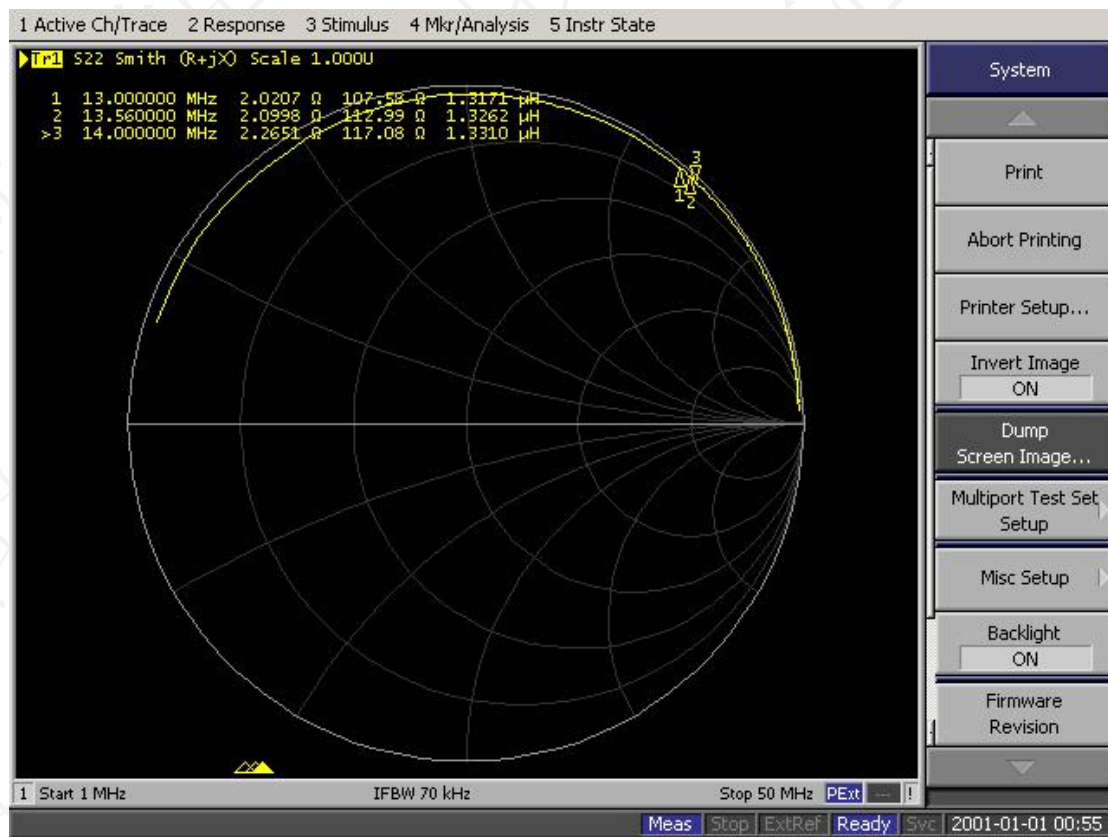 1 Active Ch/Trace 2 Response 3 Stimulus 4 Mkr/Analysis 5 Instr State
Tr1 S22 Smith (R+jX) Scale 1.000U
1 13.000000 MHz 2.0207 Ω 107.58 Ω 1.3171 μH
2 13.560000 MHz 2.0998 Ω 112.99 Ω 1.3262 μH
>3 14.000000 MHz 2.2651 Ω 117.08 Ω 1.3310 μH
3
1
2
System
Print
Abort Printing
Printer Setup...
Invert Image
ON
Dump
Screen Image...
Multiport Test Set
Setup
Misc Setup
Backlight
ON
Firmware
Revision
1 Start 1 MHz IFBW 70 kHz Stop 50 MHz PExt --- !
Meas Stop ExtRef Ready Svc 2001-01-01 00:55